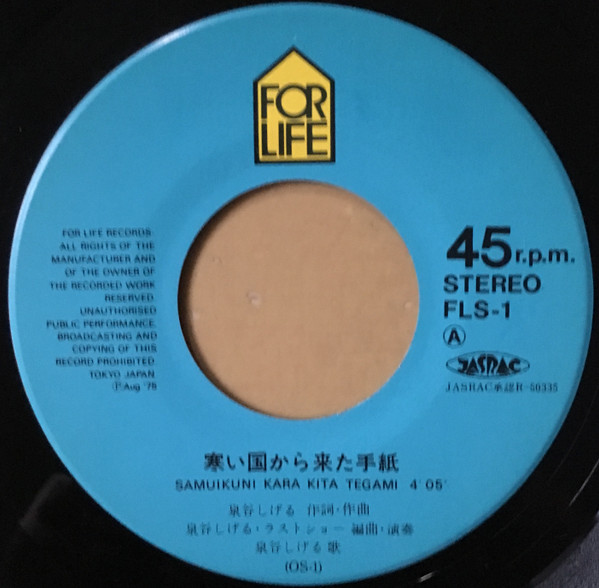 FOR
LIFE
FOR LIFE RECORDS:
ALL RIGHTS OF THE
MANUFACTURER AND
OF THE OWNER OF
THE RECORDED WORK
RESERVED.
UNAUTHORISED
PUBLIC PERFORMANCE.
BROADCASTING AND
COPYING OF THIS
RECORD PROHIBITED.
TOKYO JAPAN.
ⓟAug.'75
45r.p.m.
STEREO
FLS-1
Ⓐ
JASRAC
JASRAC承認R-50335
寒い国から来た手紙
SAMUIKUNI KARA KITA TEGAMI 4'05"
泉谷しげる 作詞・作曲
泉谷しげる・ラストショー 編曲・演奏
泉谷しげる 歌
(OS-1)